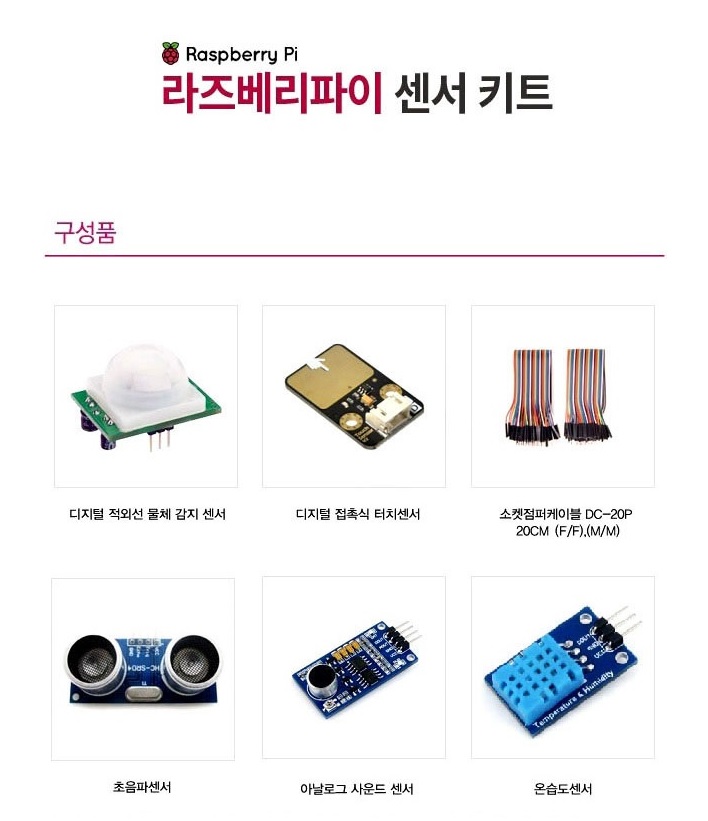 Raspberry Pi
라즈베리파이 센서 키트
구성품
디지털 적외선 물체 감지 센서
디지털 접촉식 터치센서
소켓점퍼케이블 DC-20P
20CM (F/F),(M/M)
HC-SR04
Temperature & Humidity
초음파센서
아날로그 사운드 센서
온습도센서